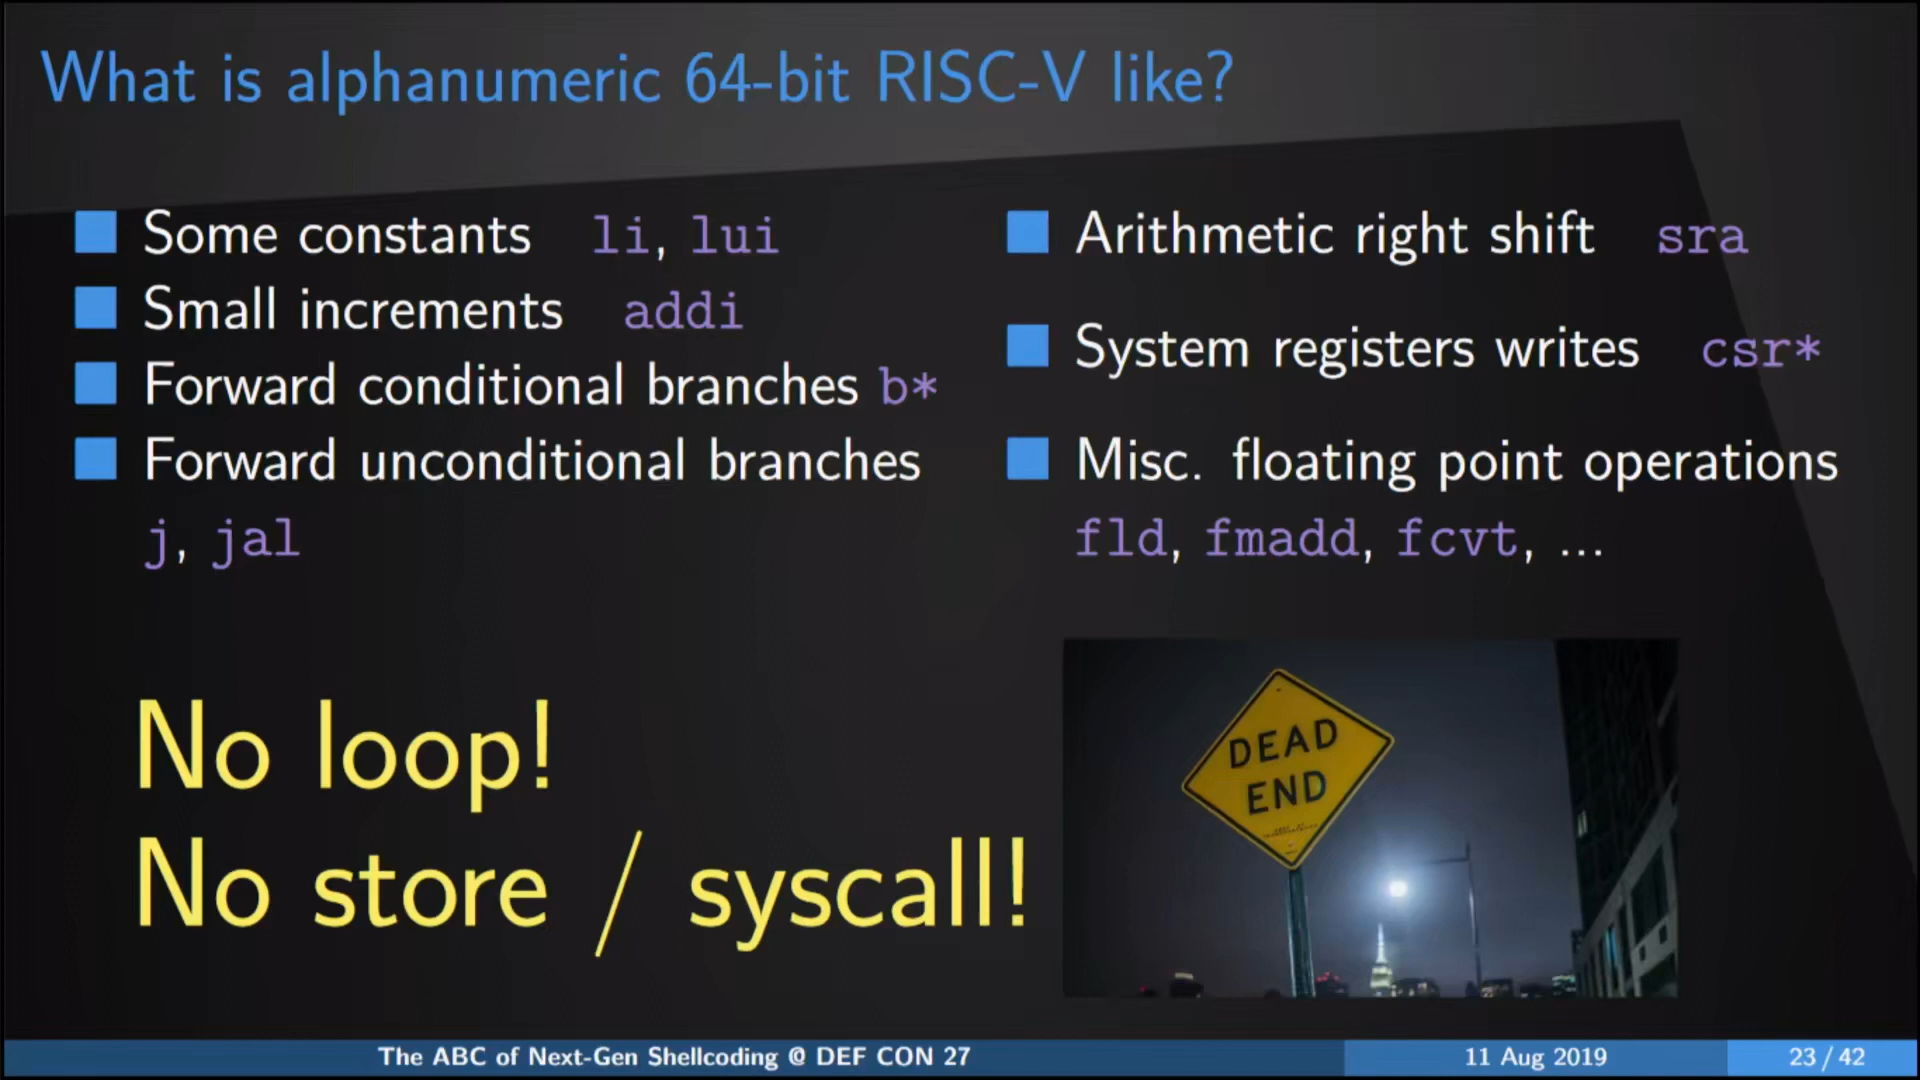 What is alphanumeric 64-bit RISC-V like?
Some constants li, lui
Small increments addi
Forward conditional branches b*
Forward unconditional branches
j, jal
Arithmetic right shift sra
System registers writes csr*
Misc. floating point operations
fld, fmadd, fcvt, ...
No loop!
No store / syscall!
DEAD
END
The ABC of Next-Gen Shellcoding @ DEF CON 27
11 Aug 2019
23 / 42